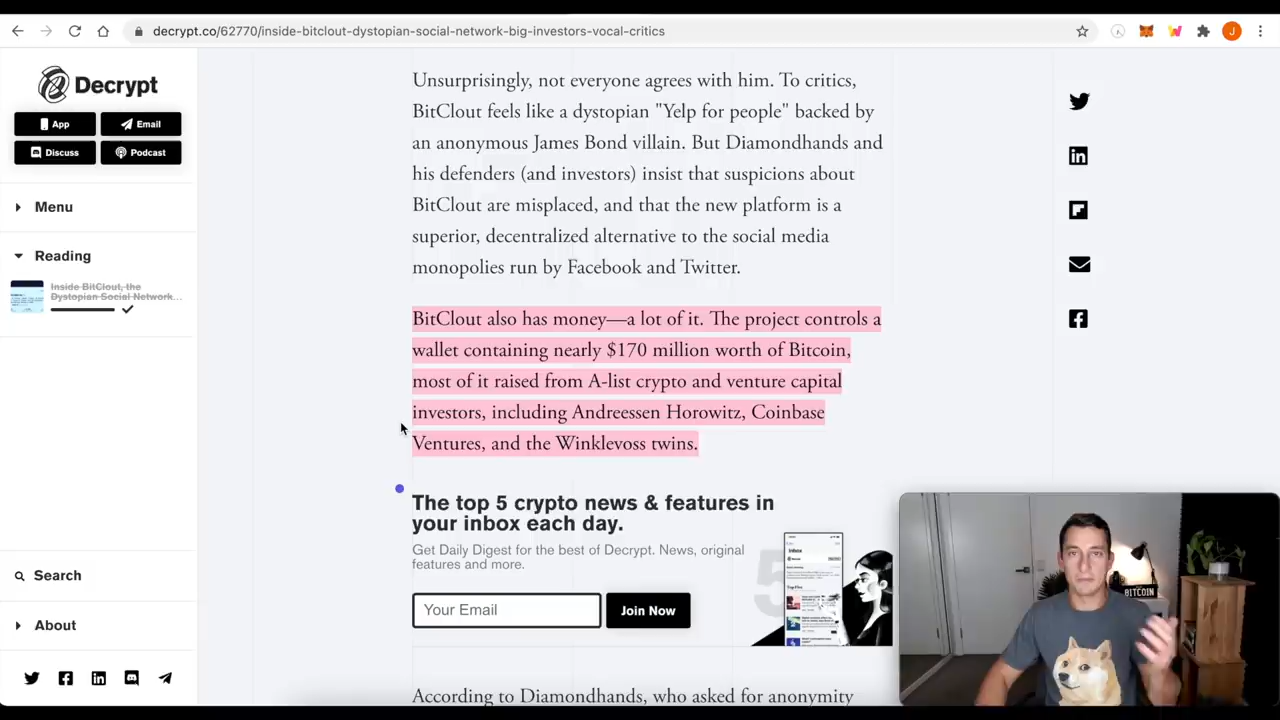 decrypt.co/62770/inside-bitclout-dystopian-social-network-big-investors-vocal-critics
J
Decrypt
App
Email
Discuss
Podcast
Menu
Reading
Inside BitClout, the
Dystopian Social Network...
Search
About
Unsurprisingly, not everyone agrees with him. To critics,
BitClout feels like a dystopian "Yelp for people" backed by
an anonymous James Bond villain. But Diamondhands and
his defenders (and investors) insist that suspicions about
BitClout are misplaced, and that the new platform is a
superior, decentralized alternative to the social media
monopolies run by Facebook and Twitter.
BitClout also has money—a lot of it. The project controls a
wallet containing nearly $170 million worth of Bitcoin,
most of it raised from A-list crypto and venture capital
investors, including Andreessen Horowitz, Coinbase
Ventures, and the Winklevoss twins.
The top 5 crypto news & features in
your inbox each day.
Get Daily Digest for the best of Decrypt. News, original
features and more.
Your Email
Join Now
5
Inbox
BITCOIN
According to Diamondhands, who asked for anonymity